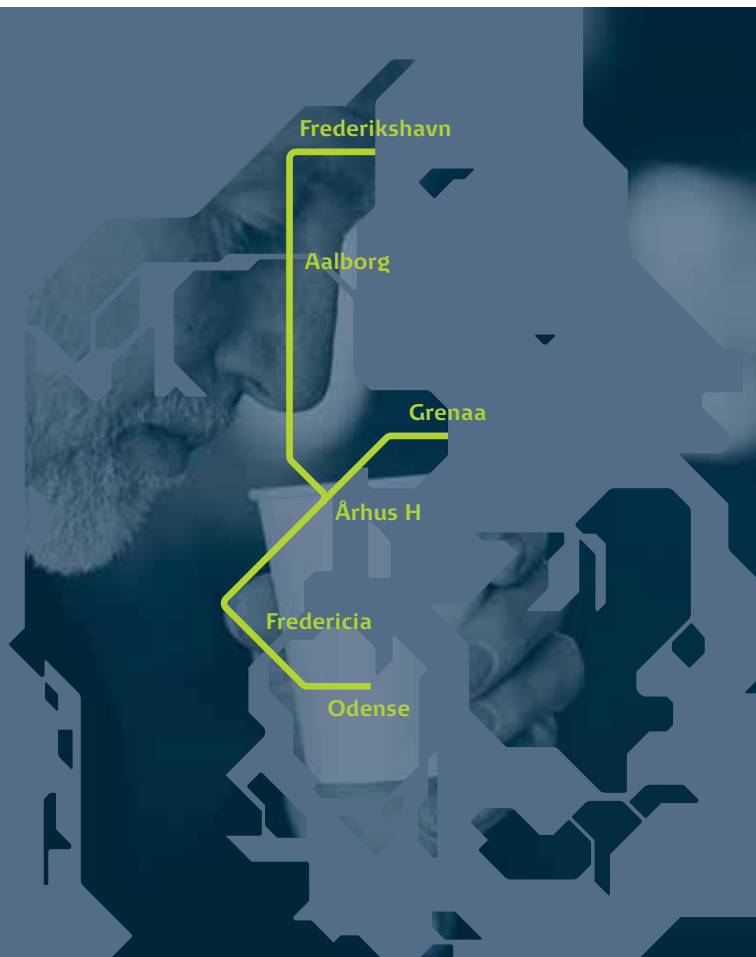 Frederikshavn
Aalborg
Grenaa
Århus H
Fredericia
Odense